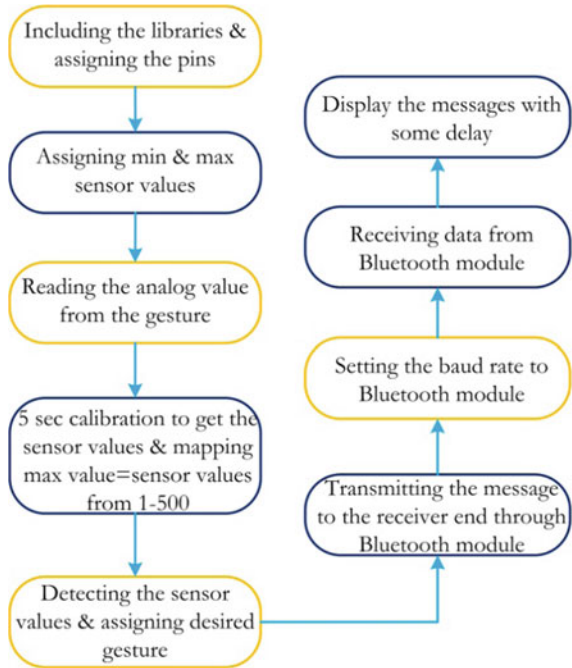 Including the libraries &
assigning the pins
Assigning min & max
sensor values
Reading the analog value
from the gesture
5 sec calibration to get the
sensor values & mapping
max value=sensor values
from 1-500
Detecting the sensor
values & assigning desired
gesture
Transmitting the message
to the receiver end through
Bluetooth module
Setting the baud rate to
Bluetooth module
Receiving data from
Bluetooth module
Display the messages with
some delay